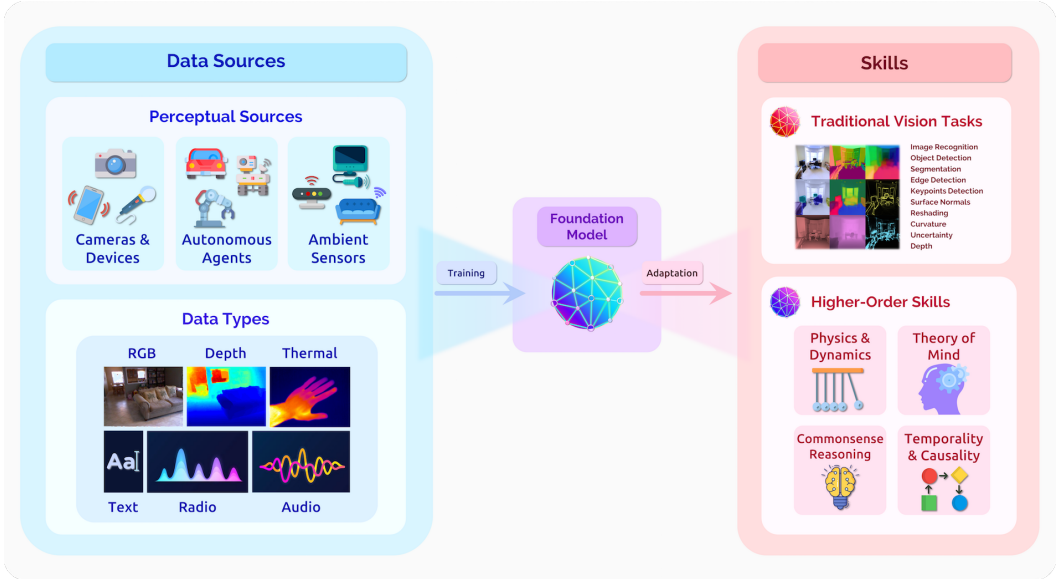 Data Sources
Perceptual Sources
Cameras &
Devices
Autonomous
Agents
Ambient
Sensors
Data Types
RGB
Depth
Thermal
Aa
Text
Radio
Audio
Training
Foundation
Model
Adaptation
Skills
Traditional Vision Tasks
Image Recognition
Object Detection
Segmentation
Edge Detection
Keypoints Detection
Surface Normals
Reshading
Curvature
Uncertainty
Depth
Higher-Order Skills
Physics &
Dynamics
Theory of
Mind
Commonsense
Reasoning
Temporality
& Causality